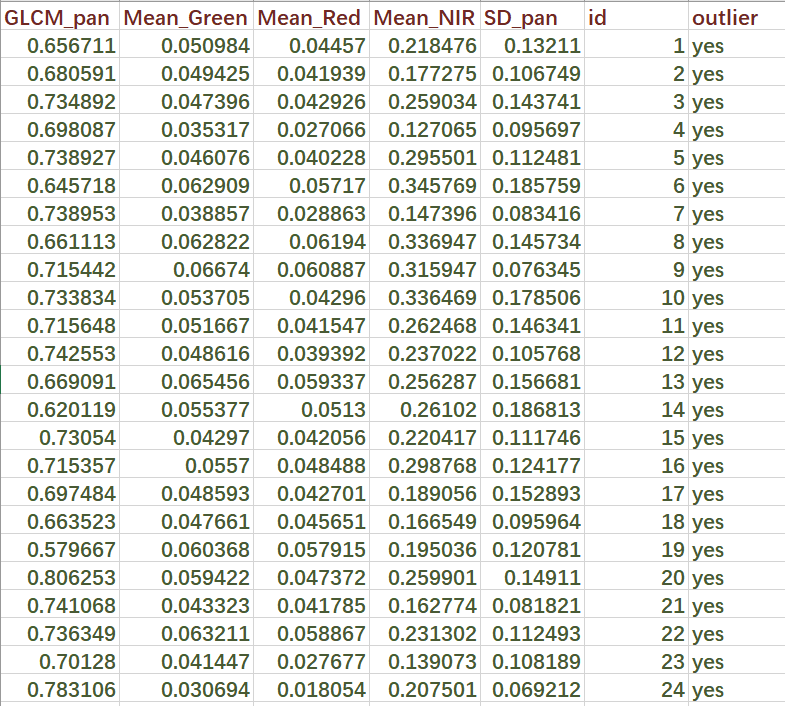 GLCM_pan Mean_Green Mean_Red Mean_NIR SD_pan id outlier
0.656711 0.050984 0.04457 0.218476 0.13211 1 yes
0.680591 0.049425 0.041939 0.177275 0.106749 2 yes
0.734892 0.047396 0.042926 0.259034 0.143741 3 yes
0.698087 0.035317 0.027066 0.127065 0.095697 4 yes
0.738927 0.046076 0.040228 0.295501 0.112481 5 yes
0.645718 0.062909 0.05717 0.345769 0.185759 6 yes
0.738953 0.038857 0.028863 0.147396 0.083416 7 yes
0.661113 0.062822 0.06194 0.336947 0.145734 8 yes
0.715442 0.06674 0.060887 0.315947 0.076345 9 yes
0.733834 0.053705 0.04296 0.336469 0.178506 10 yes
0.715648 0.051667 0.041547 0.262468 0.146341 11 yes
0.742553 0.048616 0.039392 0.237022 0.105768 12 yes
0.669091 0.065456 0.059337 0.256287 0.156681 13 yes
0.620119 0.055377 0.0513 0.26102 0.186813 14 yes
0.73054 0.04297 0.042056 0.220417 0.111746 15 yes
0.715357 0.0557 0.048488 0.298768 0.124177 16 yes
0.697484 0.048593 0.042701 0.189056 0.152893 17 yes
0.663523 0.047661 0.045651 0.166549 0.095964 18 yes
0.579667 0.060368 0.057915 0.195036 0.120781 19 yes
0.806253 0.059422 0.047372 0.259901 0.14911 20 yes
0.741068 0.043323 0.041785 0.162774 0.081821 21 yes
0.736349 0.063211 0.058867 0.231302 0.112493 22 yes
0.70128 0.041447 0.027677 0.139073 0.108189 23 yes
0.783106 0.030694 0.018054 0.207501 0.069212 24 yes